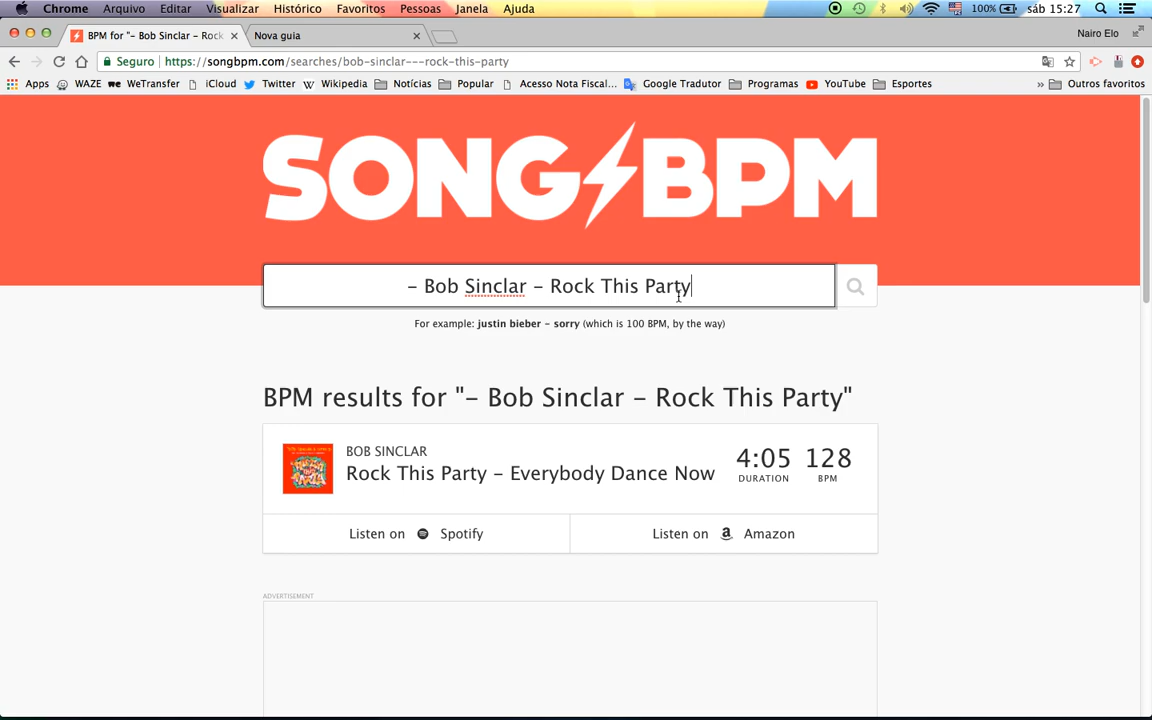 Chrome Arquivo Editar Visualizar Histórico Favoritos Pessoas Janela Ajuda 100% sáb 15:27
BPM for "- Bob Sinclar - Rock Nova guia Nairo Elo
Seguro https://songbpm.com/searches/bob-sinclar---rock-this-party
Apps WAZE WeTransfer iCloud Twitter Wikipedia Notícias Popular Acesso Nota Fiscal... Google Tradutor Programas YouTube Esportes » Outros favoritos
SONG BPM
- Bob Sinclar - Rock This Party
For example: justin bieber - sorry (which is 100 BPM, by the way)
BPM results for "- Bob Sinclar - Rock This Party"
BOB SINCLAR
Rock This Party - Everybody Dance Now
4:05 128
DURATION BPM
Listen on Spotify Listen on Amazon
ADVERTISEMENT